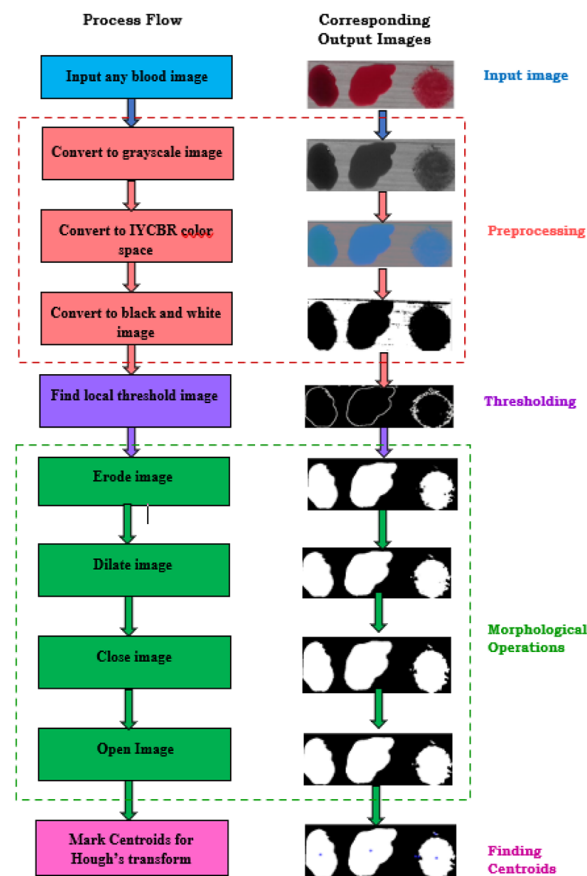 Process Flow
Corresponding
Output Images
Input any blood image
Input image
Convert to grayscale image
Convert to IYCBR color
space
Preprocessing
Convert to black and white
image
Find local threshold image
Thresholding
Erode image
Dilate image
Close image
Morphological
Operations
Open Image
Mark Centroids for
Hough's transform
Finding
Centroids